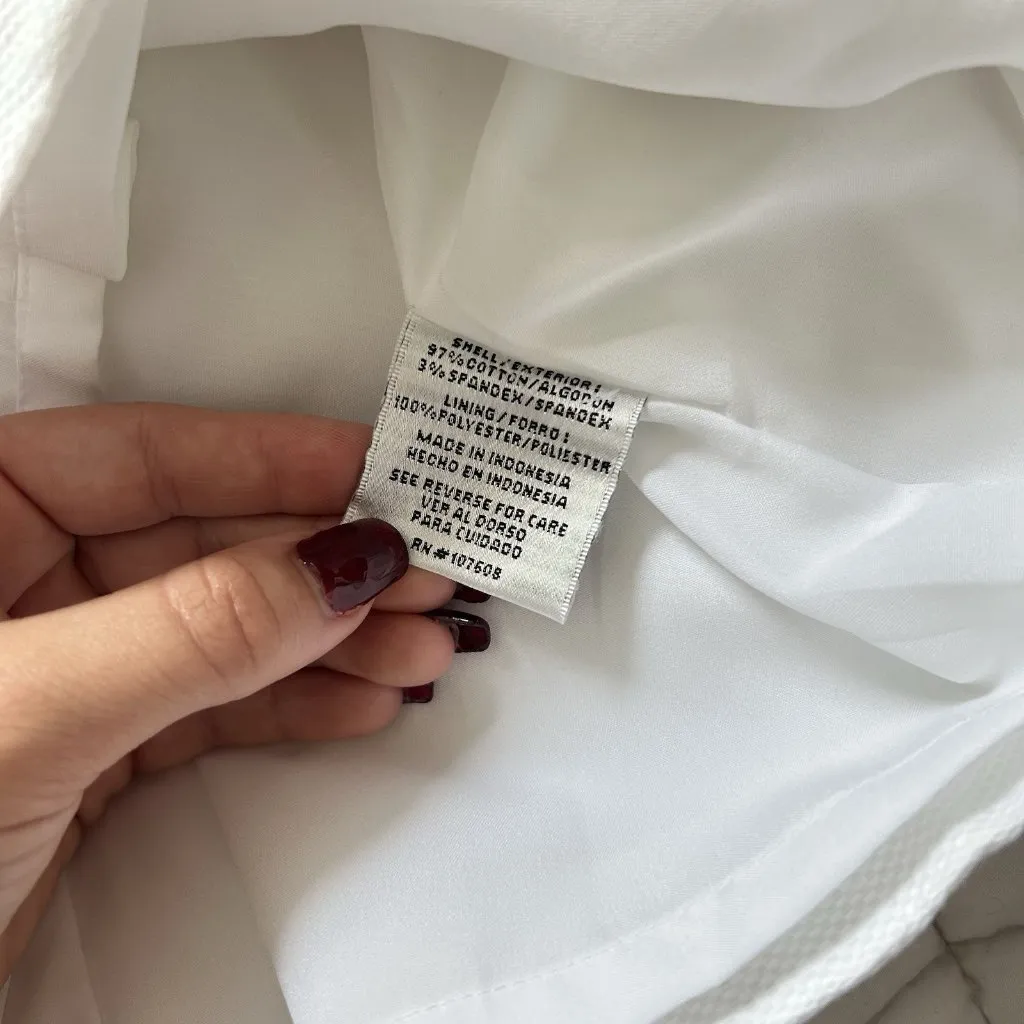 SHELL/EXTERIOR:
97%COTTON/ALGODON
3%SPANDEX/SPANDEX
LINING/FORRO:
100%POLYESTER/POLIESTER
MADE IN INDONESIA
HECHO EN INDONESIA
SEE REVERSE FOR CARE
VER AL DORSO
PARA CUIDADO
RN#107608